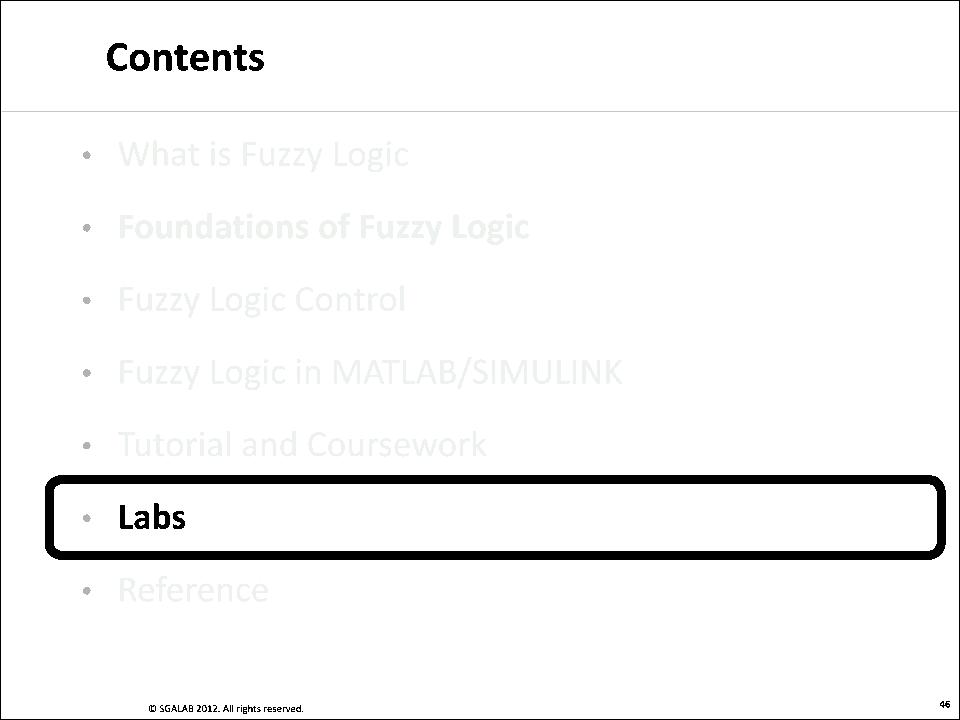 Contents
• What is Fuzzy Logic
• Foundations of Fuzzy Logic
• Fuzzy Logic Control
• Fuzzy Logic in MATLAB/SIMULINK
• Tutorial and Coursework
• Labs
• Reference
© SGALAB 2012. All rights reserved.
46